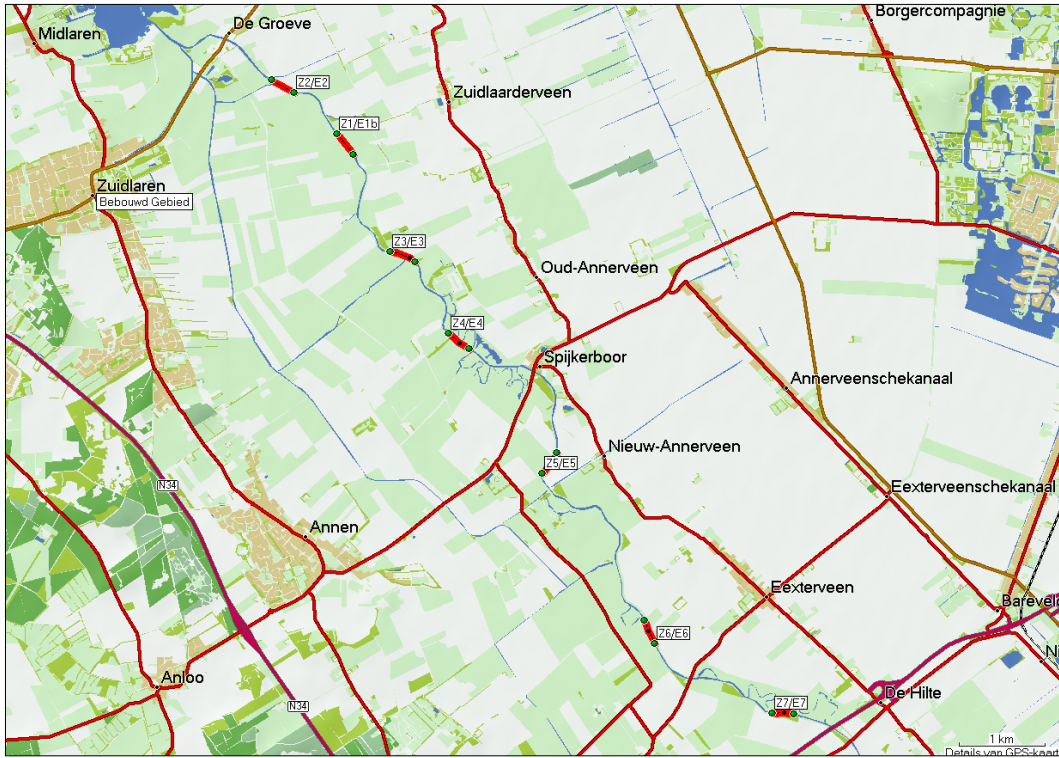 Borgercompagnie
De Groeve
Midlaren
Z2/E2
Zuidlaarderveen
Z1/E1b
Zuidlaren
Bebouwd Gebied
Z3/E3
Oud-Annerveen
Z4/E4
Spijkerboor
Annerveenschekanaal
Nieuw-Annerveen
Z5/E5
N34
Eexterveenschekanaal
Annen
Eexterveen
Barevel
Z6/E6
Ni
Anloo
De Hilte
Z7/E7
N34
1 km
Details van GPS-kaart